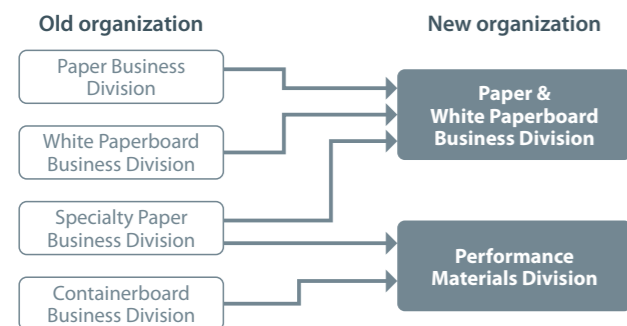 Old organization
New organization
Paper Business
Division
White Paperboard
Business Division
Specialty Paper
Business Division
Containerboard
Business Division
Paper &
White Paperboard
Business Division
Performance
Materials Division